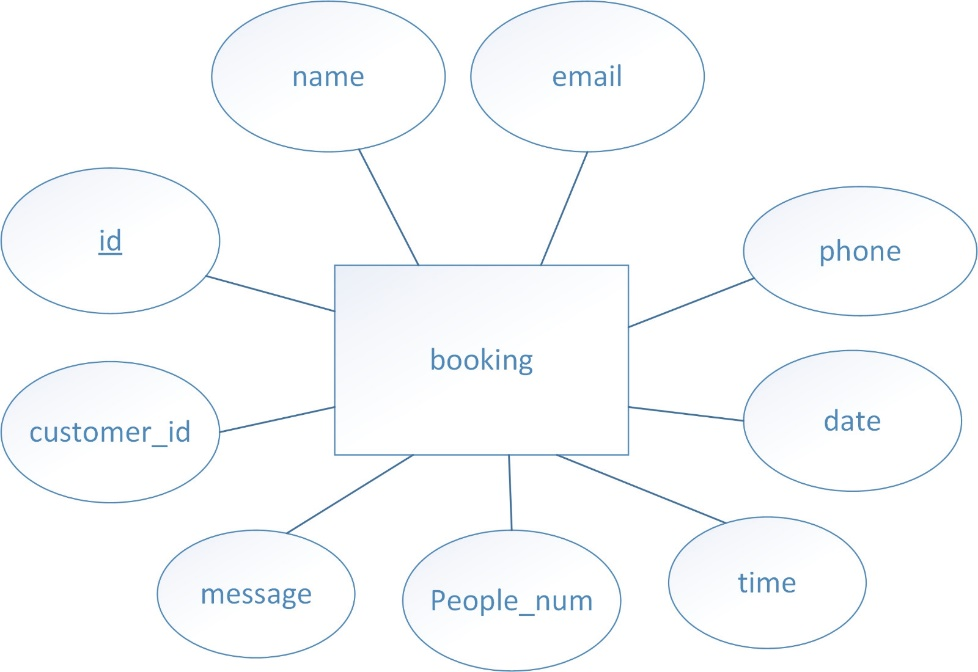 name
email
id
phone
booking
customer_id
date
message
People_num
time